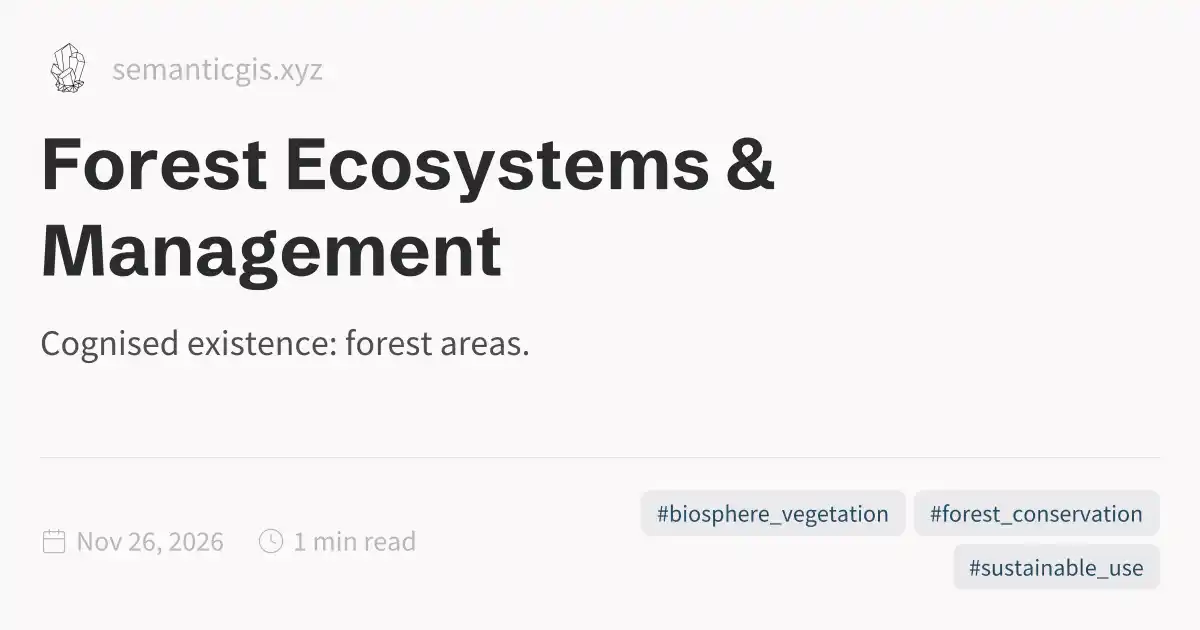 semanticgis.xyz
Forest Ecosystems &
Management
Cognised existence: forest areas.
Nov 26, 2026 1 min read
#biosphere_vegetation #forest_conservation
#sustainable_use